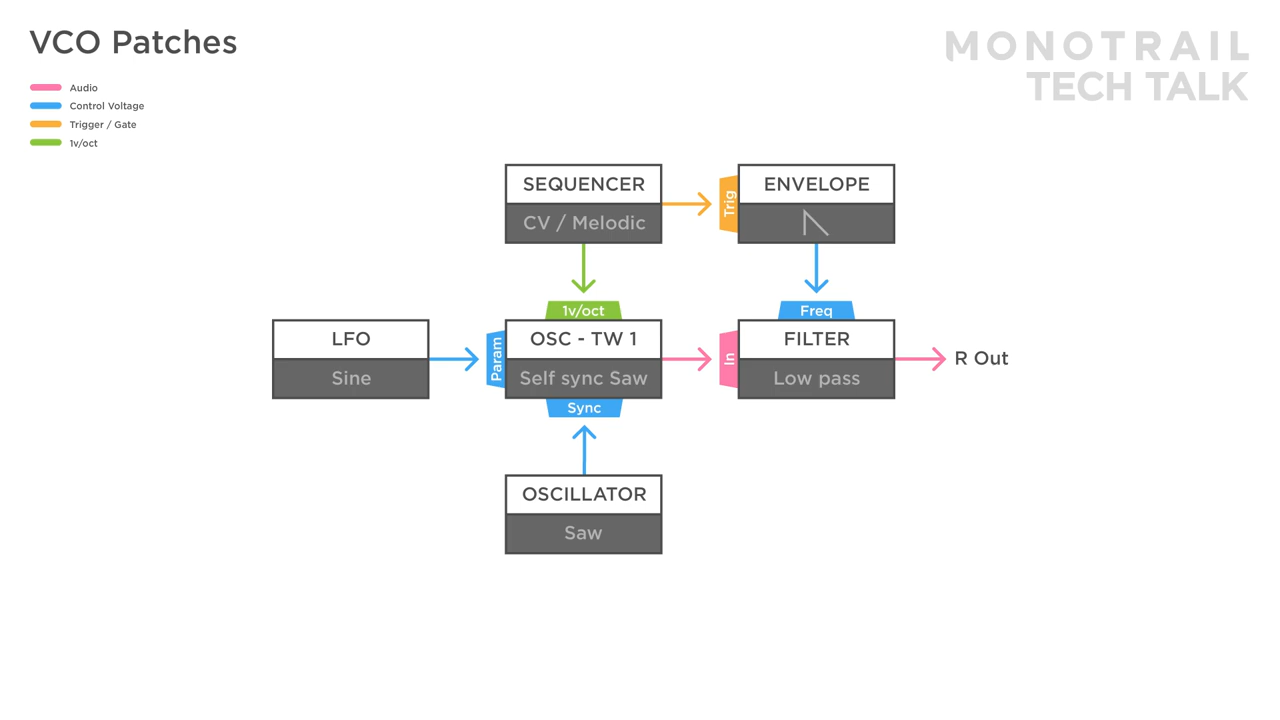 VCO Patches
MONOTRAIL
TECH TALK
Audio
Control Voltage
Trigger / Gate
1v/oct
SEQUENCER
CV / Melodic
Trig
ENVELOPE
1v/oct
Freq
LFO
Sine
Param
OSC - TW 1
Self sync Saw
In
FILTER
Low pass
R Out
Sync
OSCILLATOR
Saw